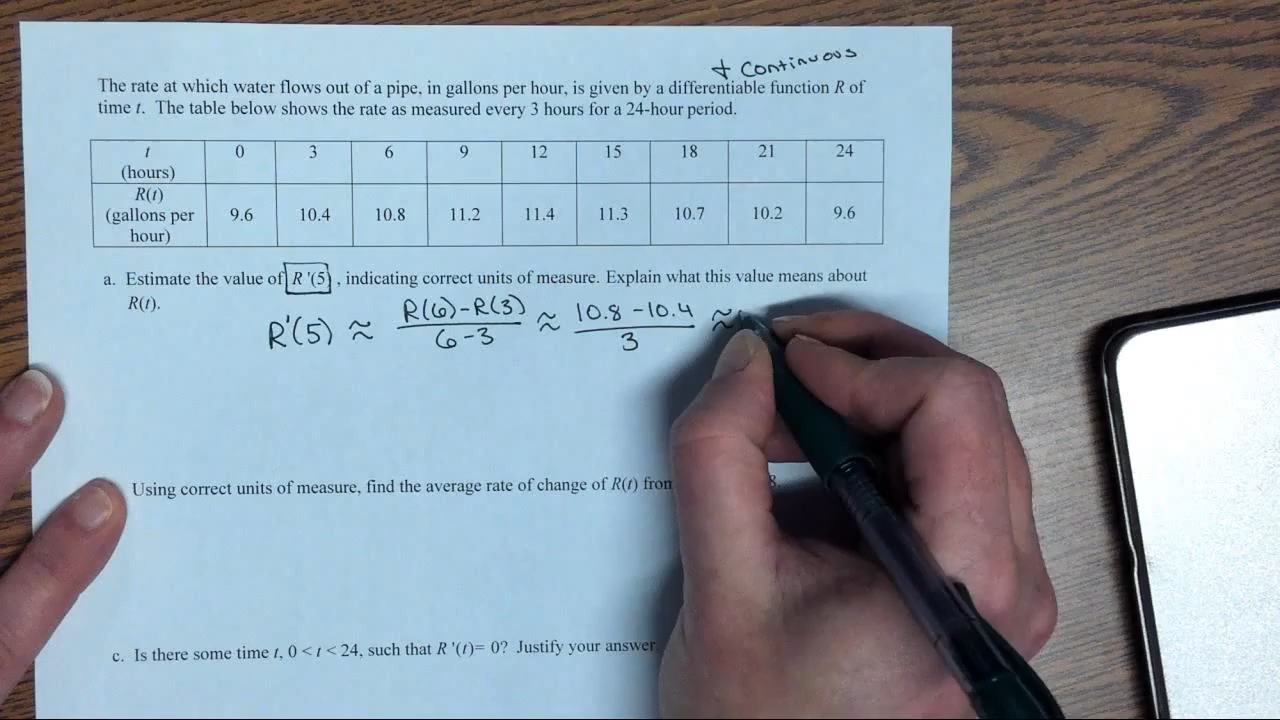 + continuous
The rate at which water flows out of a pipe, in gallons per hour, is given by a differentiable function R of
time t. The table below shows the rate as measured every 3 hours for a 24-hour period.
t (hours) 0 3 6 9 12 15 18 21 24
R(t) (gallons per hour) 9.6 10.4 10.8 11.2 11.4 11.3 10.7 10.2 9.6
a. Estimate the value of R '(5) , indicating correct units of measure. Explain what this value means about
R(t).
R'(5) ≈ R(6)-R(3) / 6-3 ≈ 10.8-10.4 / 3 ≈
Using correct units of measure, find the average rate of change of R(t) from 8.
c. Is there some time t, 0 < t < 24, such that R '(t)= 0? Justify your answer